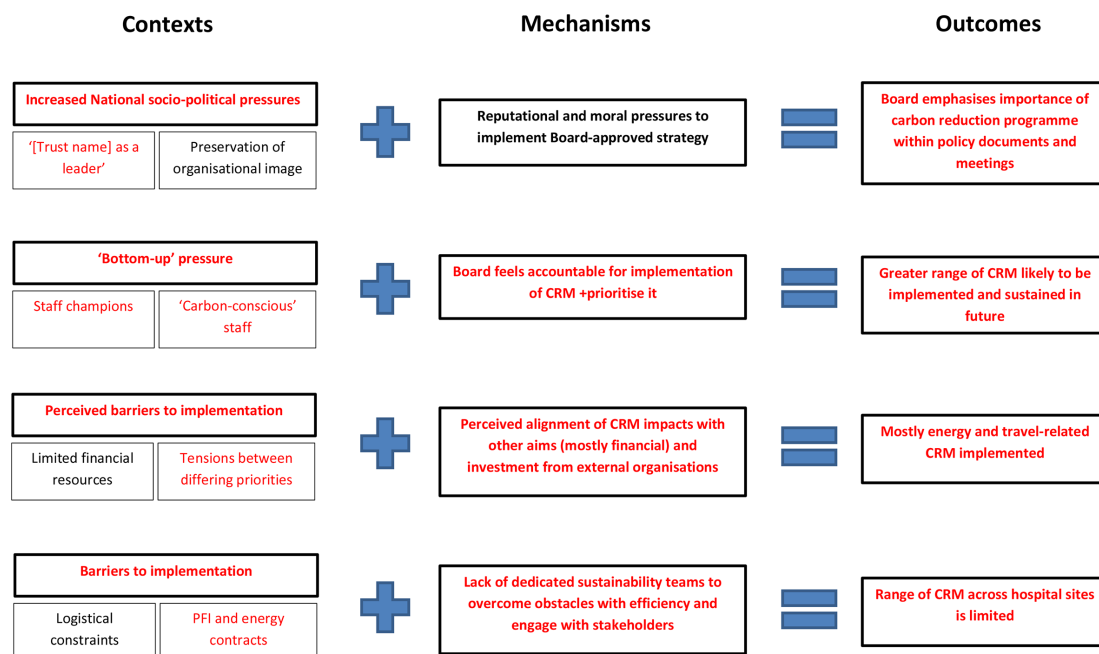 Contexts
Mechanisms
Outcomes
Increased National socio-political pressures
‘[Trust name] as a
leader’
Preservation of
organisational image
Reputational and moral pressures to
implement Board-approved strategy
Board emphasises importance of
carbon reduction programme
within policy documents and
meetings
‘Bottom-up’ pressure
Staff champions
‘Carbon-conscious’
staff
Board feels accountable for implementation
of CRM +prioritise it
Greater range of CRM likely to be
implemented and sustained in
future
Perceived barriers to implementation
Limited financial
resources
Tensions between
differing priorities
Perceived alignment of CRM impacts with
other aims (mostly financial) and
investment from external organisations
Mostly energy and travel-related
CRM implemented
Barriers to implementation
Logistical
constraints
PFI and energy
contracts
Lack of dedicated sustainability teams to
overcome obstacles with efficiency and
engage with stakeholders
Range of CRM across hospital sites
is limited